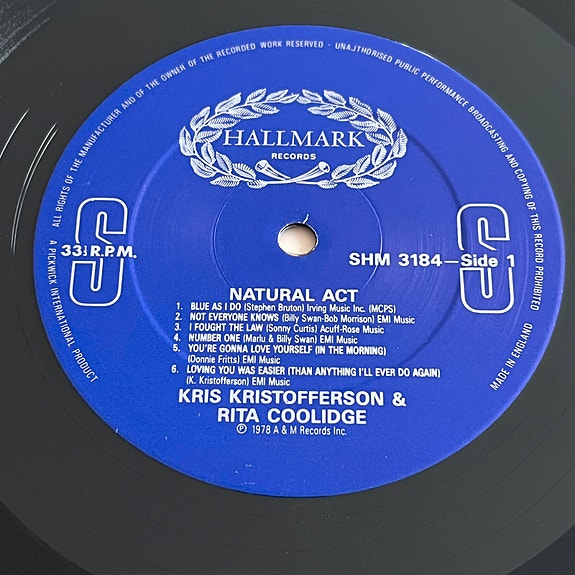 ALL RIGHTS OF THE MANUFACTURER AND OF THE OWNER OF THE RECORDED WORK RESERVED - UNAUTHORISED PUBLIC PERFORMANCE BROADCASTING AND COPYING OF THIS RECORD PROHIBITED
HALLMARK
RECORDS
S
S
33⅓ R.P.M.
SHM 3184—Side 1
NATURAL ACT
1. BLUE AS I DO (Stephen Bruton) Irving Music Inc. (MCPS)
2. NOT EVERYONE KNOWS (Billy Swan-Bob Morrison) EMI Music
3. I FOUGHT THE LAW (Sonny Curtis) Acuff-Rose Music
4. NUMBER ONE (Marlu & Billy Swan) EMI Music
5. YOU'RE GONNA LOVE YOURSELF (IN THE MORNING)
(Donnie Fritts) EMI Music
6. LOVING YOU WAS EASIER (THAN ANYTHING I'LL EVER DO AGAIN)
(K. Kristofferson) EMI Music
KRIS KRISTOFFERSON &
RITA COOLIDGE
℗ 1978 A & M Records Inc.
A PICKWICK INTERNATIONAL PRODUCT
MADE IN ENGLAND